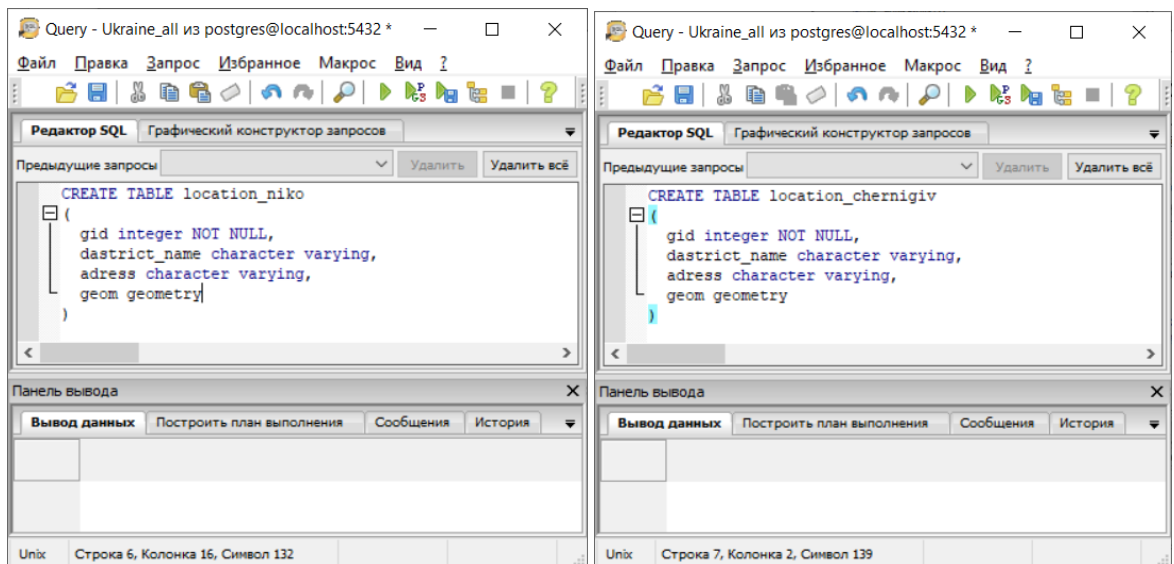 Query - Ukraine_all из postgres@localhost:5432 *
Файл Правка Запрос Избранное Макрос Вид ?
Редактор SQL Графический конструктор запросов
Предыдущие запросы Удалить Удалить всё
CREATE TABLE location_niko
(
gid integer NOT NULL,
dastrict_name character varying,
adress character varying,
geom geometry
)
Панель вывода
Вывод данных Построить план выполнения Сообщения История
Unix Строка 6, Колонка 16, Символ 132
Query - Ukraine_all из postgres@localhost:5432 *
Файл Правка Запрос Избранное Макрос Вид ?
Редактор SQL Графический конструктор запросов
Предыдущие запросы Удалить Удалить всё
CREATE TABLE location_chernigiv
(
gid integer NOT NULL,
dastrict_name character varying,
adress character varying,
geom geometry
)
Панель вывода
Вывод данных Построить план выполнения Сообщения История
Unix Строка 7, Колонка 2, Символ 139